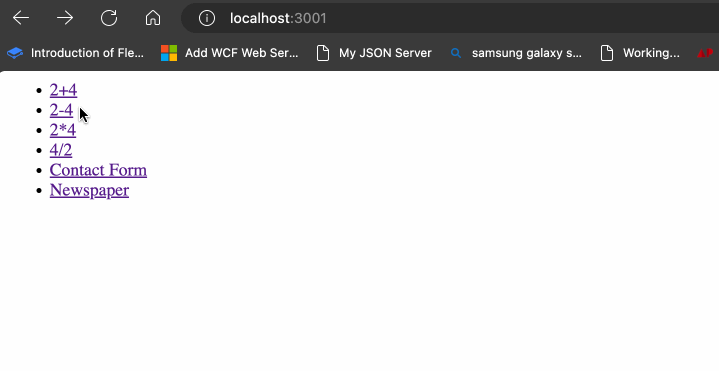 localhost:3001
Introduction of Fle... Add WCF Web Ser... My JSON Server samsung galaxy s... Working...
2+4
2-4
2*4
4/2
Contact Form
Newspaper